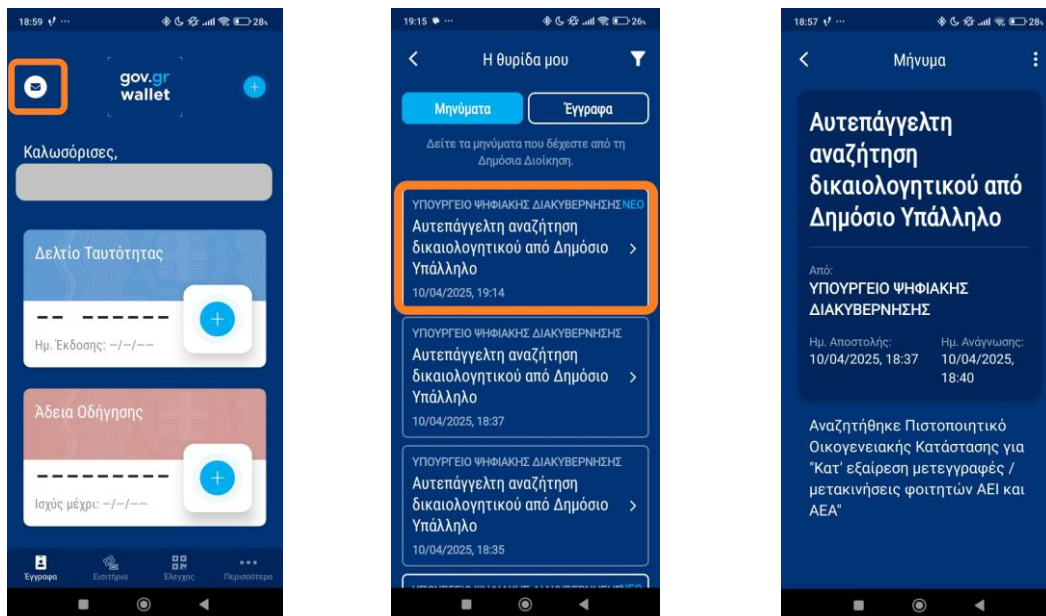 18:59
28%
gov.gr
wallet
Καλωσόρισες,
Δελτίο Ταυτότητας
-- ------
Ημ. Έκδοσης: –/–/––
Άδεια Οδήγησης
---------
Ισχύς μέχρι: –/–/––
Έγγραφα
Εισιτήρια
Έλεγχος
Περισσότερα
19:15
26%
Η θυρίδα μου
Μηνύματα
Έγγραφα
Δείτε τα μηνύματα που δέχεστε από τη
Δημόσια Διοίκηση.
ΥΠΟΥΡΓΕΙΟ ΨΗΦΙΑΚΗΣ ΔΙΑΚΥΒΕΡΝΗΣΗΣ ΝΕΟ
Αυτεπάγγελτη αναζήτηση
δικαιολογητικού από Δημόσιο
Υπάλληλο
10/04/2025, 19:14
ΥΠΟΥΡΓΕΙΟ ΨΗΦΙΑΚΗΣ ΔΙΑΚΥΒΕΡΝΗΣΗΣ
Αυτεπάγγελτη αναζήτηση
δικαιολογητικού από Δημόσιο
Υπάλληλο
10/04/2025, 18:37
ΥΠΟΥΡΓΕΙΟ ΨΗΦΙΑΚΗΣ ΔΙΑΚΥΒΕΡΝΗΣΗΣ
Αυτεπάγγελτη αναζήτηση
δικαιολογητικού από Δημόσιο
Υπάλληλο
10/04/2025, 18:35
18:57
28%
Μήνυμα
Αυτεπάγγελτη
αναζήτηση
δικαιολογητικού από
Δημόσιο Υπάλληλο
Από:
ΥΠΟΥΡΓΕΙΟ ΨΗΦΙΑΚΗΣ
ΔΙΑΚΥΒΕΡΝΗΣΗΣ
Ημ. Αποστολής:
10/04/2025, 18:37
Ημ. Ανάγνωσης:
10/04/2025,
18:40
Αναζητήθηκε Πιστοποιητικό
Οικογενειακής Κατάστασης για
"Κατ' εξαίρεση μετεγγραφές /
μετακινήσεις φοιτητών ΑΕΙ και
ΑΕΑ"